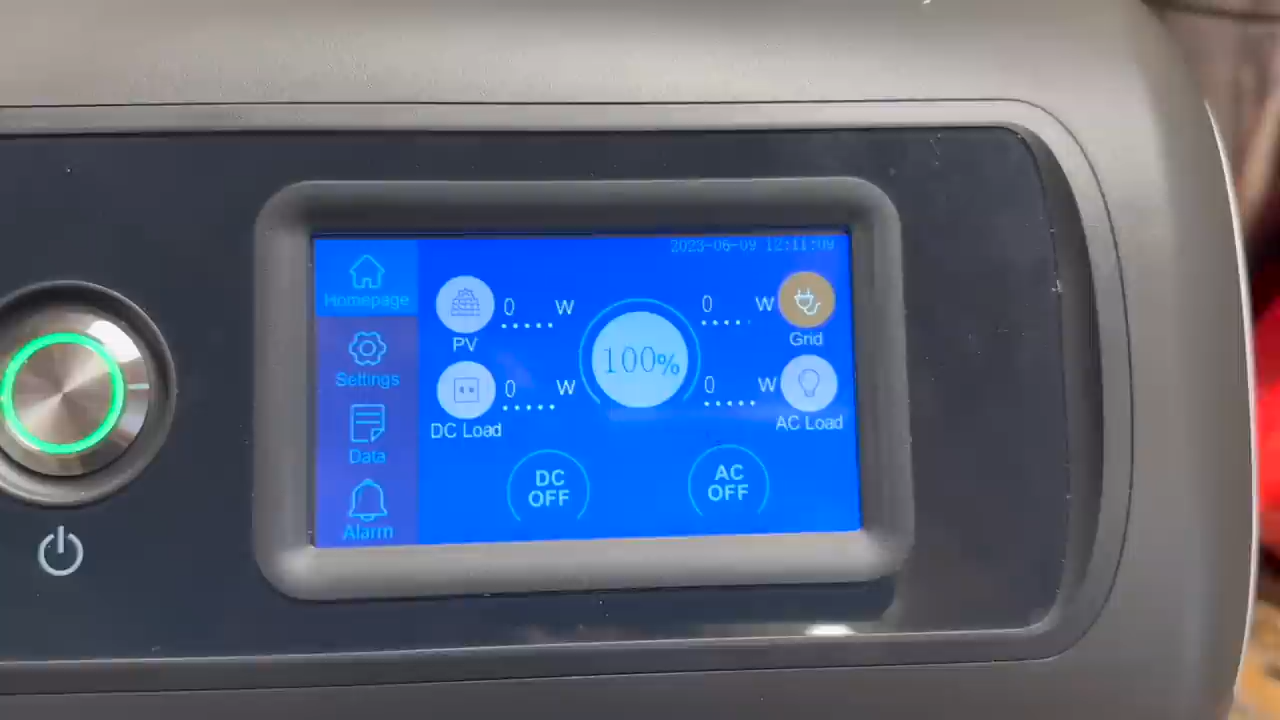 2023-06-09 12:11:09
Homepage
Settings
Data
Alarm
0 W
PV
0 W
DC Load
100%
0 W
Grid
0 W
AC Load
DC
OFF
AC
OFF